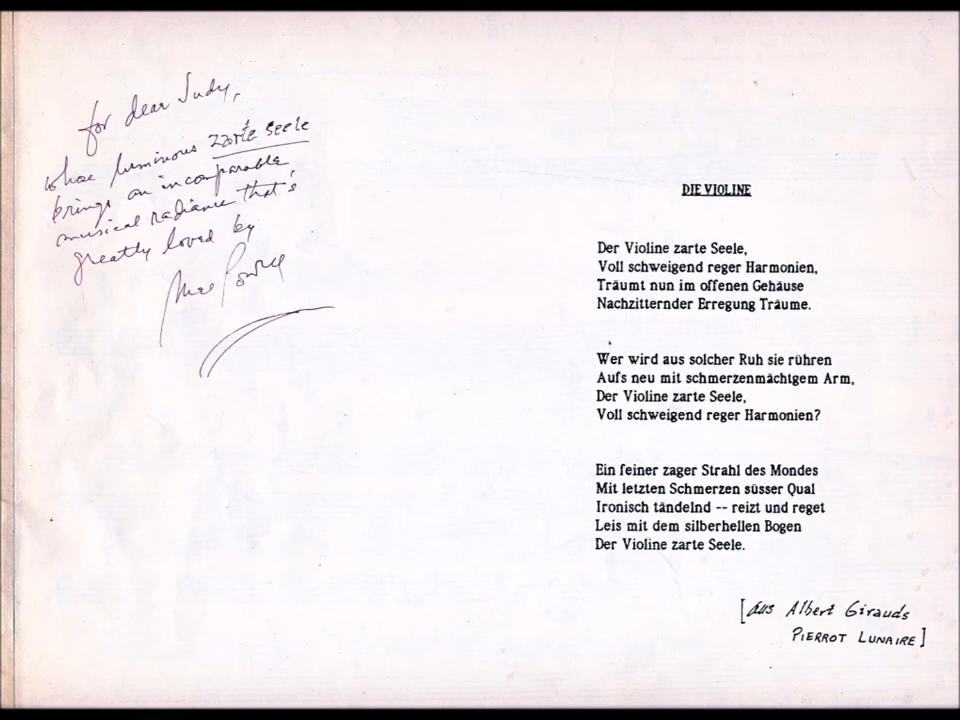 for dear Judy,
whose luminous zarte Seele
brings an incomparable
musical radiance that's
greatly loved by
Mel Powell
DIE VIOLINE
Der Violine zarte Seele,
Voll schweigend reger Harmonien,
Träumt nun im offenen Gehäuse
Nachzitternder Erregung Träume.
Wer wird aus solcher Ruh sie rühren
Aufs neu mit schmerzenmächtgem Arm,
Der Violine zarte Seele,
Voll schweigend reger Harmonien?
Ein feiner zager Strahl des Mondes
Mit letzten Schmerzen süsser Qual
Ironisch tändelnd -- reizt und reget
Leis mit dem silberhellen Bogen
Der Violine zarte Seele.
[aus Albert Girauds
PIERROT LUNAIRE]